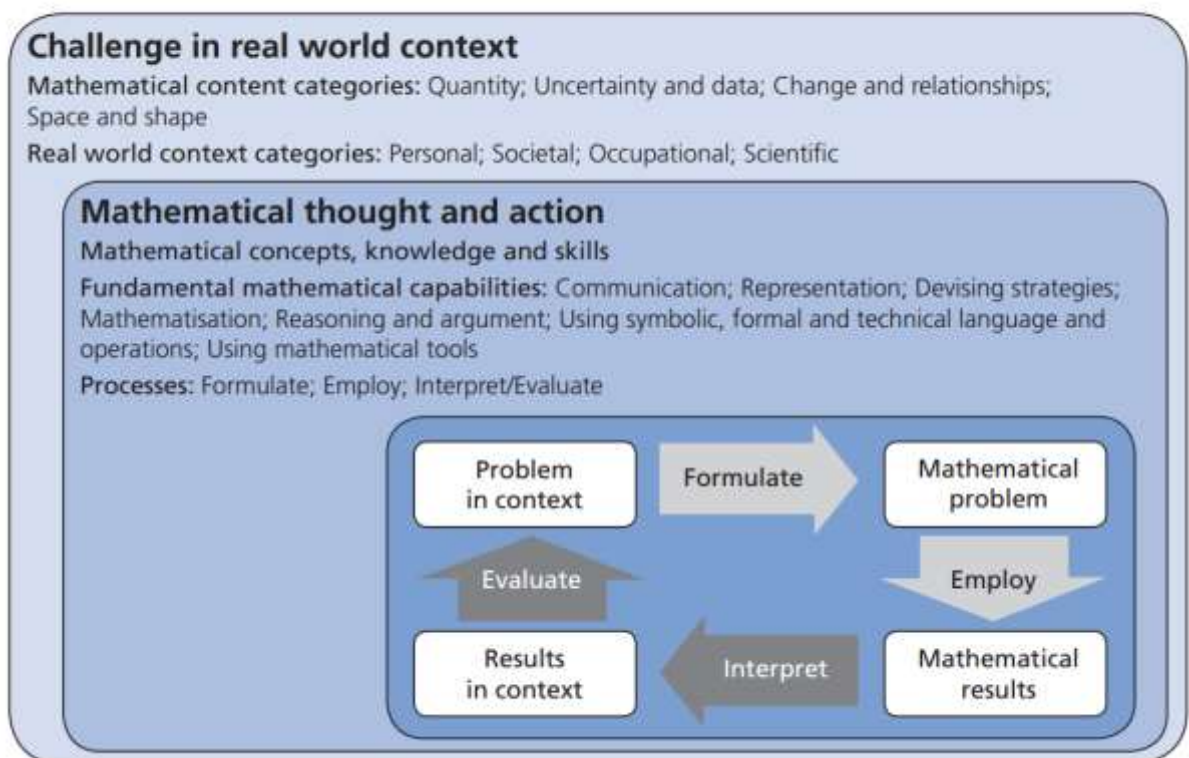 Challenge in real world context
Mathematical content categories: Quantity; Uncertainty and data; Change and relationships;
Space and shape
Real world context categories: Personal; Societal; Occupational; Scientific
Mathematical thought and action
Mathematical concepts, knowledge and skills
Fundamental mathematical capabilities: Communication; Representation; Devising strategies;
Mathematisation; Reasoning and argument; Using symbolic, formal and technical language and
operations; Using mathematical tools
Processes: Formulate; Employ; Interpret/Evaluate
Problem
in context
Formulate
Mathematical
problem
Evaluate
Employ
Results
in context
Interpret
Mathematical
results